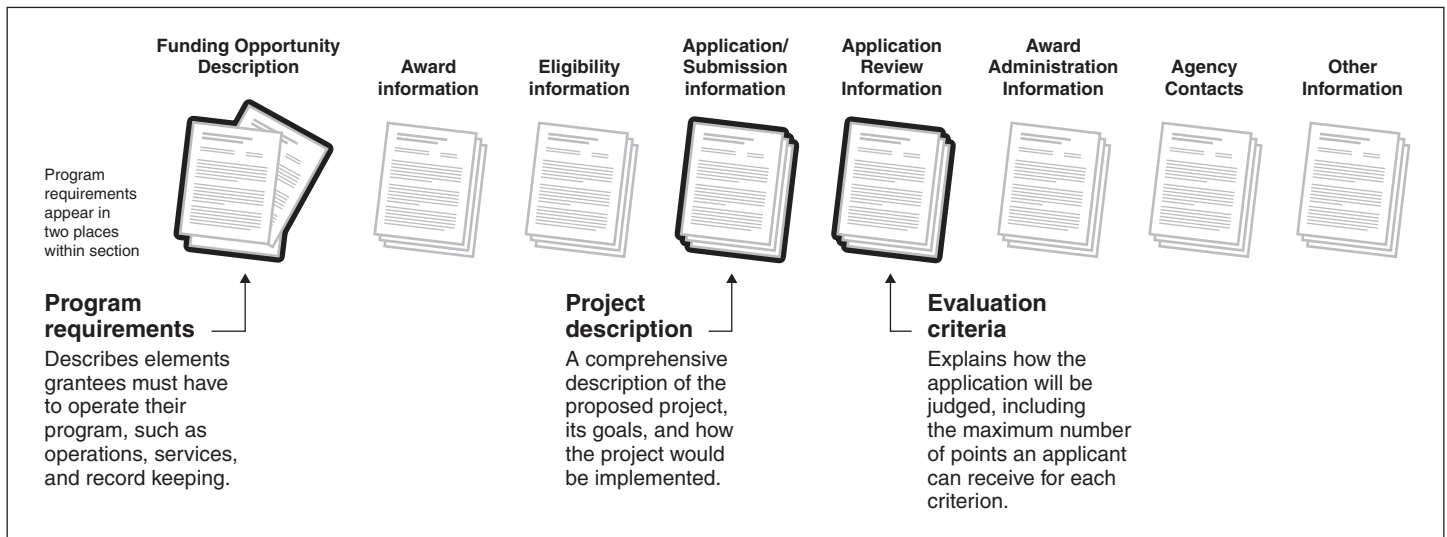 Funding Opportunity
Description
Award
information
Eligibility
information
Application/
Submission
information
Application
Review
Information
Award
Administration
Information
Agency
Contacts
Other
Information
Program
requirements
appear in
two places
within section
Program
requirements
Describes elements
grantees must have
to operate their
program, such as
operations, services,
and record keeping.
Project
description
A comprehensive
description of the
proposed project,
its goals, and how
the project would
be implemented.
Evaluation
criteria
Explains how the
application will be
judged, including
the maximum number
of points an applicant
can receive for each
criterion.